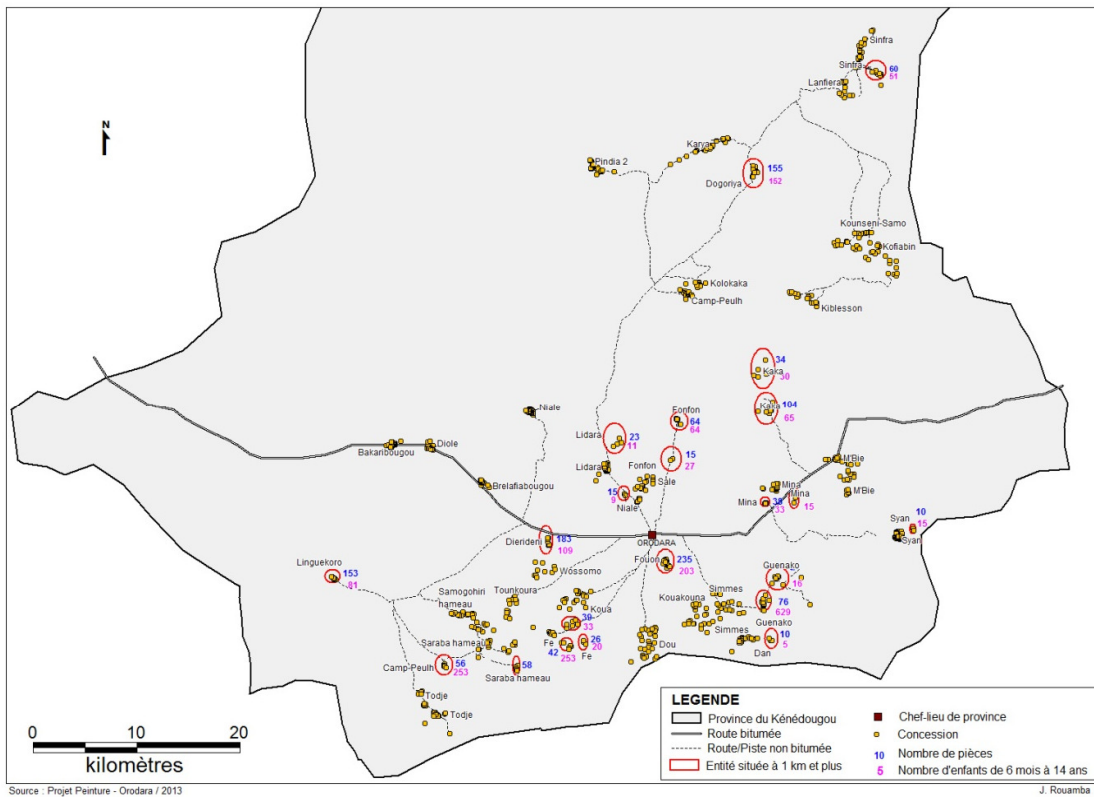 Sinfra
Sinfra
60
51
Lanfiera
N
Karya
Pindia 2
155
152
Dogoriya
Kounseni-Samo
Kofiabin
Kolokaka
Camp-Peulh
Kiblesson
34
Kaka
30
Kaka
104
65
Niale
Fonfon
64
64
Lidara
23
11
Bakanbougou
Diole
M'Bie
Lidara
15
27
Fonfon
Sale
Brelafiabougou
Mina
M'Bie
15
9
Niale
Mina
38
33
Mina
15
10
15
Syan
Syan
ORODARA
Dierideni
183
109
Fouon
235
203
Linguekoro
153
81
Wossomo
Guenako
16
Samogohiri
hameau
Tounkoura
Koua
Kouakouna
Simmes
76
629
39
33
Guenako
Saraba hameau
Fe
26
20
Simmes
10
5
42
253
Fe
Dou
Dan
Camp-Peulh
56
253
58
Saraba hameau
Todje
Todje
0 10 20
kilomètres
LEGENDE
Province du Kénédougou
Route bitumée
Route/Piste non bitumée
Entité située à 1 km et plus
Chef-lieu de province
Concession
10 Nombre de pièces
5 Nombre d'enfants de 6 mois à 14 ans
Source : Projet Peinture - Orodara / 2013
J. Rouamba